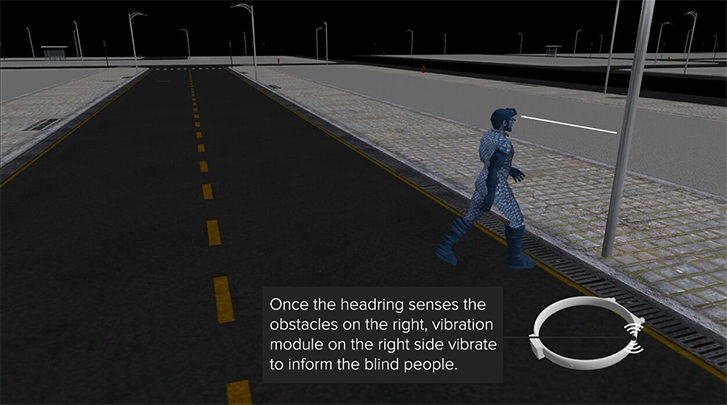 Once the headring senses the
obstacles on the right, vibration
module on the right side vibrate
to inform the blind people.